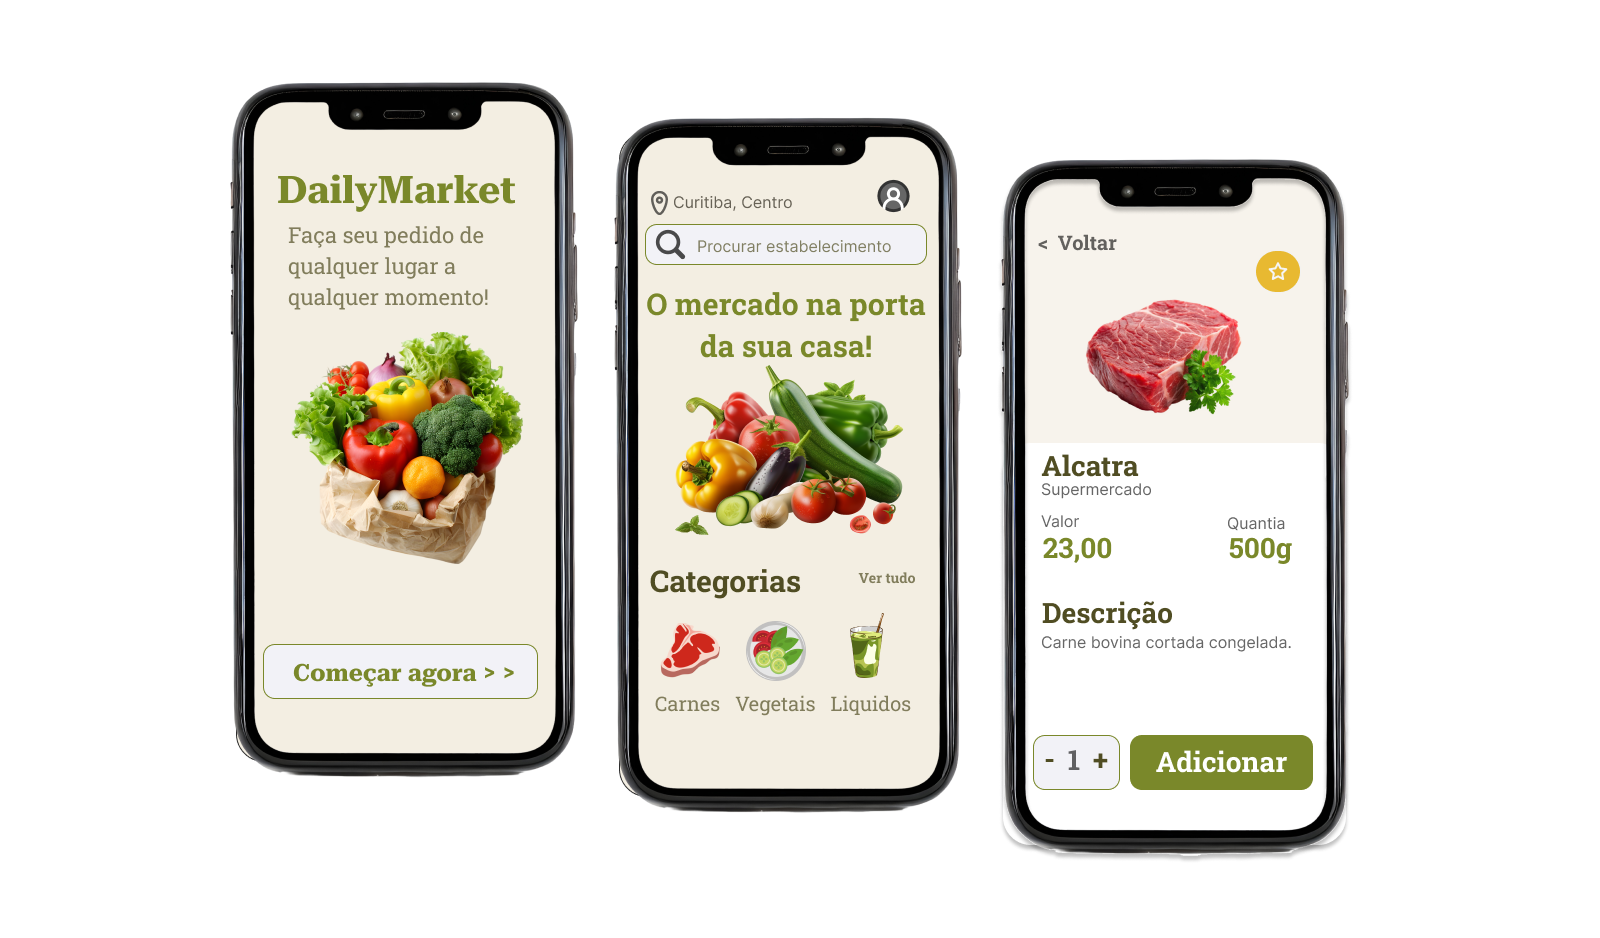 DailyMarket
Faça seu pedido de
qualquer lugar a
qualquer momento!
Começar agora > >
Curitiba, Centro
Procurar estabelecimento
O mercado na porta
da sua casa!
Categorias
Ver tudo
Carnes
Vegetais
Liquidos
< Voltar
Alcatra
Supermercado
Valor
Quantia
23,00
500g
Descrição
Carne bovina cortada congelada.
- 1 +
Adicionar